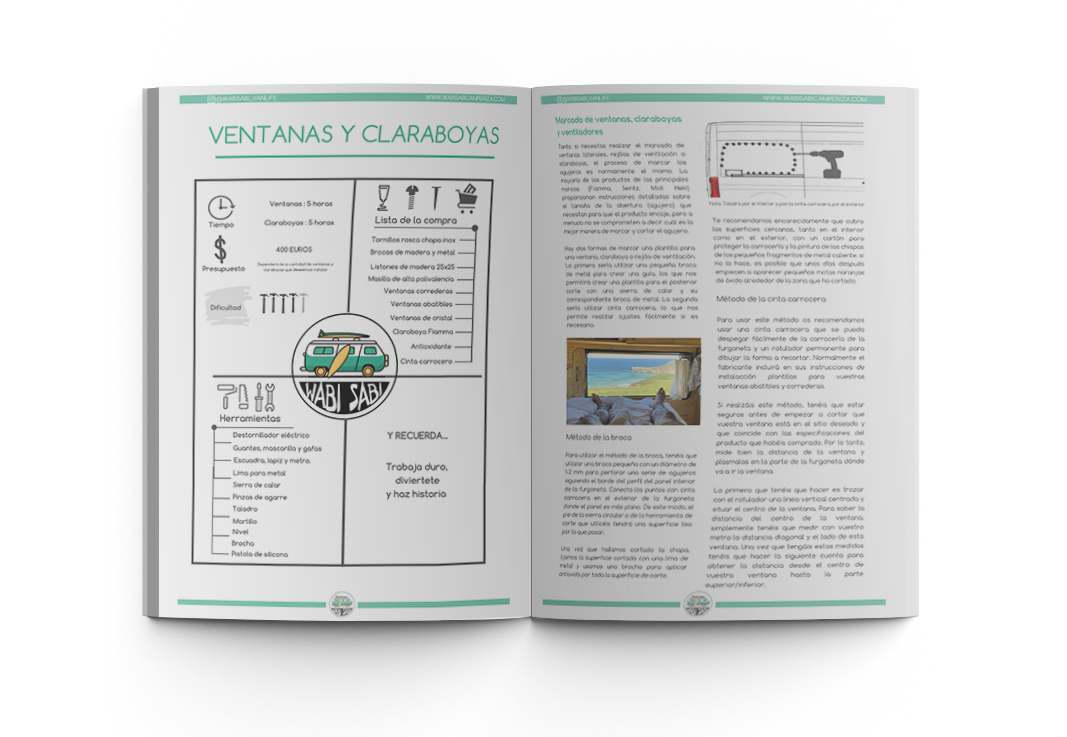 @WABISABI_VANLIFE
WWW.WABISABICAMPERIZA.COM
VENTANAS Y CLARABOYAS
Tiempo
Ventanas : 5 horas
Claraboya : 5 horas
Presupuesto
400 EUROS
Dependerá de la cantidad de ventanas y
claraboyas que deseemos instalar
Dificultad
Lista de la compra
Tornillos rosca chapa inox
Brocas de madera y metal
Listones de madera 25x25
Masilla de alta polivalencia
Ventanas correderas
Ventanas abatibles
Ventanas de cristal
Claraboya Fiamma
Antioxidante
Cinta carrocero
WABI SABI
Herramientas
Destornillador eléctrico
Guantes, mascarilla y gafas
Escuadra, lapiz y metro.
Lima para metal
Sierra de calar
Pinzas de agarre
Taladro
Martillo
Nivel
Brocha
Pistola de silicona
Y RECUERDA...
Trabaja duro,
diviertete
y haz historia
@WABISABI_VANLIFE
WWW.WABISABICAMPERIZA.COM
Marcado de ventanas, claraboyas
y ventiladores
Tanto si necesitas realizar el marcado de
ventanas laterales, rejillas de ventilación o
claraboyas, el proceso de marcar los
agujeros es normalmente el mismo. La
mayoría de los productos de las principales
marcas (Fiamma, Seintz, Midi Heki)
proporcionan instrucciones detalladas sobre
el tamaño de la abertura (agujero) que
necesitan para que el producto encaje, pero a
menudo no se comprometen a decir cuál es la
mejor manera de marcar y cortar el agujero.
Hay dos formas de marcar una plantilla para
una ventana, claraboya o rejilla de ventilación.
La primera sería utilizar una pequeña broca
de metal para crear una guía, los que nos
permitirá crear una plantilla para el posterior
corte con una sierra de calar y su
correspondiente broca de metal. La segunda
sería utilizar cinta carrocera, lo que nos
permite realizar ajustes fácilmente si es
necesario.
Método de la broca
Para utilizar el método de la broca, tenéis que
utilizar una broca pequeña con un diámetro de
1-2 mm para perforar una serie de agujeros
siguiendo el borde del perfil del panel interior
de la furgoneta. Conecta los puntos con cinta
carrocera en el exterior de la furgoneta
donde el panel es más plano. De este modo, el
pie de la sierra circular o de la herramienta de
corte que utilicéis tendrá una superficie lisa
por la que pasar.
Una vez que hallamos cortado la chapa,
lijamos la superficie cortada con una lima de
metal y usamos una brocha para aplicar
antioxido por toda la superficie de corte.
Nota: Taladra por el interior y pon la cinta carrocera por el exterior
Te recomendamos encarecidamente que cubra
las superficies cercanas, tanto en el interior
como en el exterior, con un cartón para
proteger la carrocería y la pintura de las chispas
de los pequeños fragmentos de metal caliente. si
no lo hace, es posible que unos días después
empiecen a aparecer pequeñas motas naranjas
de óxido alrededor de la zona que ha cortado.
Método de la cinta carrocera
Para usar este método os recomendamos
usar una cinta carrocera que se pueda
despegar fácilmente de la carrocería de la
furgoneta y un rotulador permanente para
dibujar la forma a recortar. Normalmente el
fabricante incluirá en sus instrucciones de
instalacción plantillas para vuestras
ventanas abatibles y correderas.
Si realizáis este método, tenéis que estar
seguros antes de empezar a cortar que
vuestra ventana está en el sitio deseado y
que coincide con las especificaciones del
producto que habéis comprado. Por lo tanto,
mide bien la distancia de la ventana y
plasmalas en la parte de la furgoneta dónde
va a ir la ventana.
Lo primero que tenéis que hacer es trazar
con el rotulador una línea vertical centrada y
situar el centro de la ventana. Para saber la
distancia del centro de la ventana,
simplemente tenéis que medir con vuestro
metro la distancia diagonal y el lado de esta
ventana. Una vez que tengáis estas medidas
tenéis que hacer la siguiente cuenta para
obtener la distancia desde el centro de
vuestra ventana hasta la parte
superior/inferior.